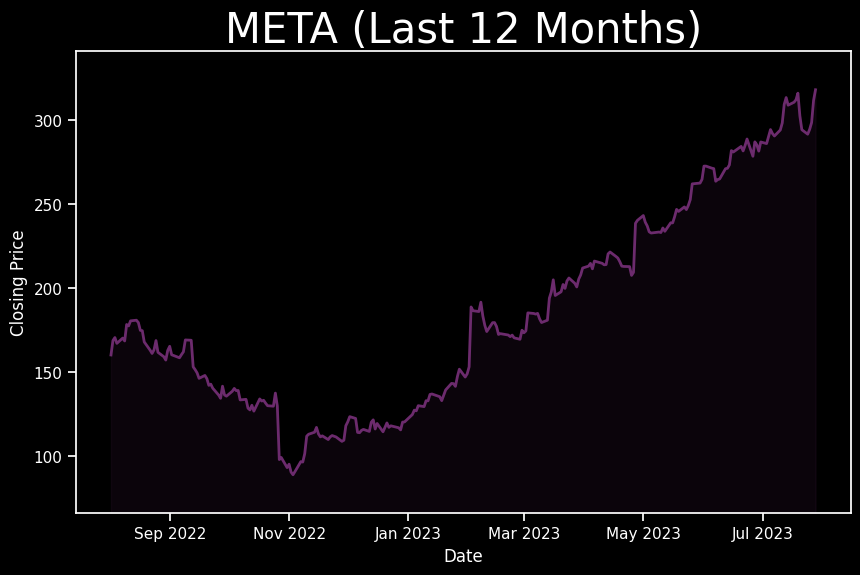 META (Last 12 Months)
Closing Price
300
250
200
150
100
Sep 2022
Nov 2022
Jan 2023
Mar 2023
May 2023
Jul 2023
Date